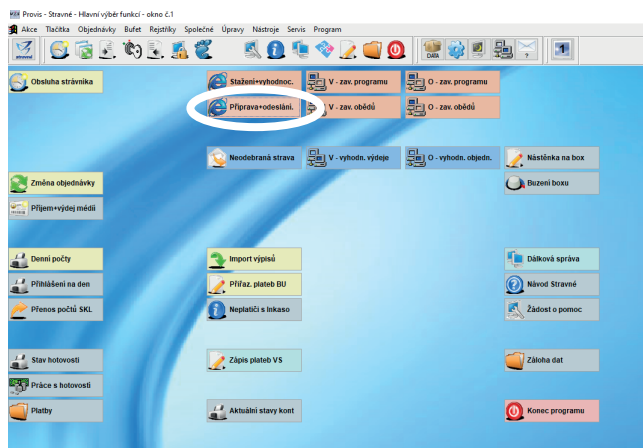 Provis - Stravné - Hlavní výběr funkcí - okno č.1
Akce Tlačítka Objednávky Bufet Rejstříky Společné Úpravy Nástroje Servis Program
stravné DATA ? 1
Obsluha strávníka
Stažení+vyhodnoc.
V - zav. programu
O - zav. programu
Příprava+odeslání.
V - zav. obědů
O - zav. obědů
Neodebraná strava
V - vyhodn. výdeje
O - vyhodn. objedn.
Nástěnka na box
Změna objednávky
Buzení boxu
Příjem+výdej médií
Denní počty
Import výpisů
Dálková správa
Přihlášení na den
Přiřaz. plateb BU
Návod Stravné
Přenos počtů SKL
Neplatiči s Inkaso
Žádost o pomoc
Stav hotovosti
Zápis plateb VS
Záloha dat
Práce s hotovostí
Platby
Aktuální stavy kont
Konec programu